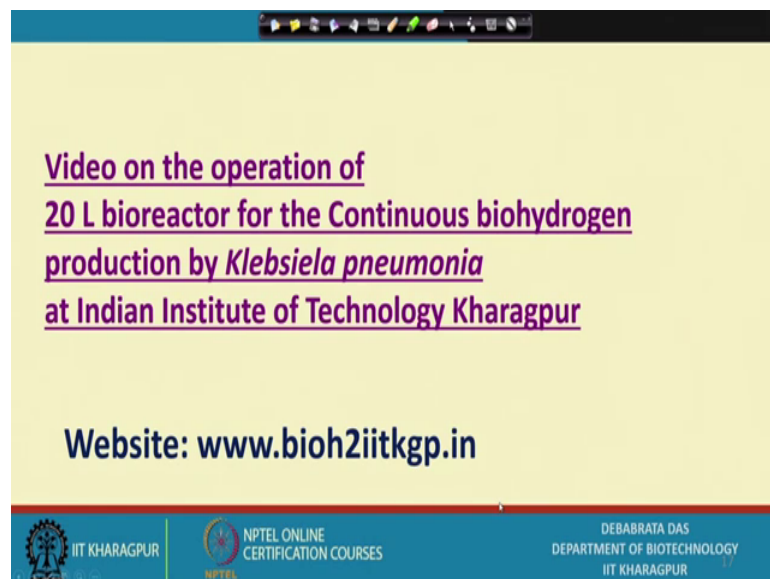 Video on the operation of
20 L bioreactor for the Continuous biohydrogen
production by Klebsiela pneumonia
at Indian Institute of Technology Kharagpur
Website: www.bioh2iitkgp.in
IIT KHARAGPUR
NPTEL ONLINE
CERTIFICATION COURSES
NPTEL
DEBABRATA DAS
DEPARTMENT OF BIOTECHNOLOGY
IIT KHARAGPUR
17